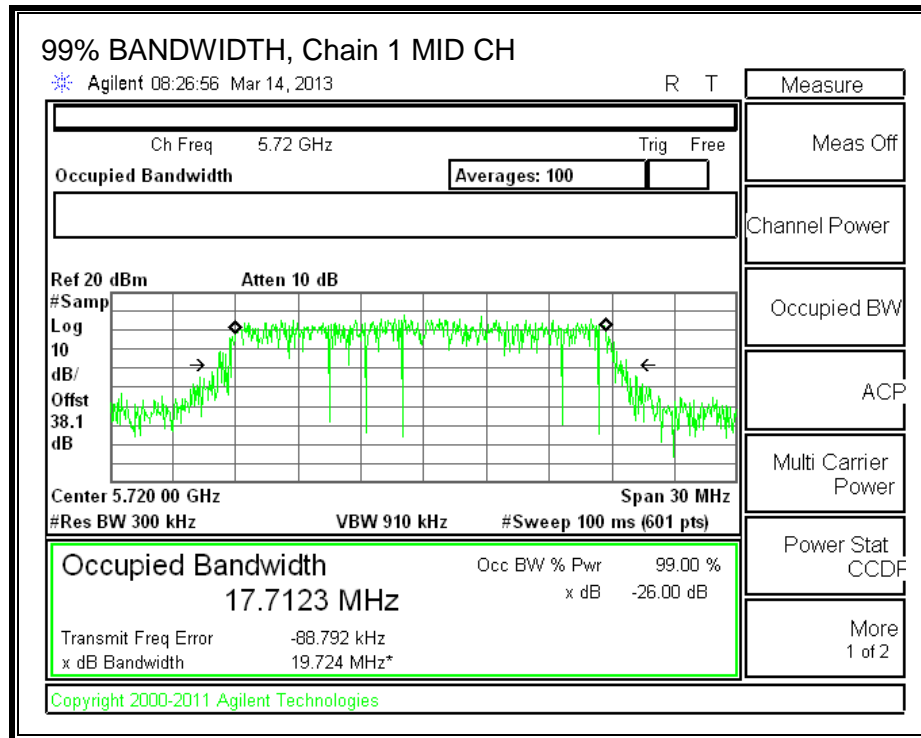 99% BANDWIDTH, Chain 1 MID CH
Agilent 08:26:56 Mar 14, 2013 R T
Measure
Ch Freq 5.72 GHz Trig Free
Occupied Bandwidth Averages: 100
Meas Off
Channel Power
Occupied BW
ACP
Multi Carrier
Power
Power Stat
CCDF
More
1 of 2
Ref 20 dBm Atten 10 dB
#Samp
Log
10
dB/
Offst
38.1
dB
Center 5.720 00 GHz Span 30 MHz
#Res BW 300 kHz VBW 910 kHz #Sweep 100 ms (601 pts)
Occupied Bandwidth Occ BW % Pwr 99.00 %
17.7123 MHz x dB -26.00 dB
Transmit Freq Error -88.792 kHz
x dB Bandwidth 19.724 MHz*
Copyright 2000-2011 Agilent Technologies